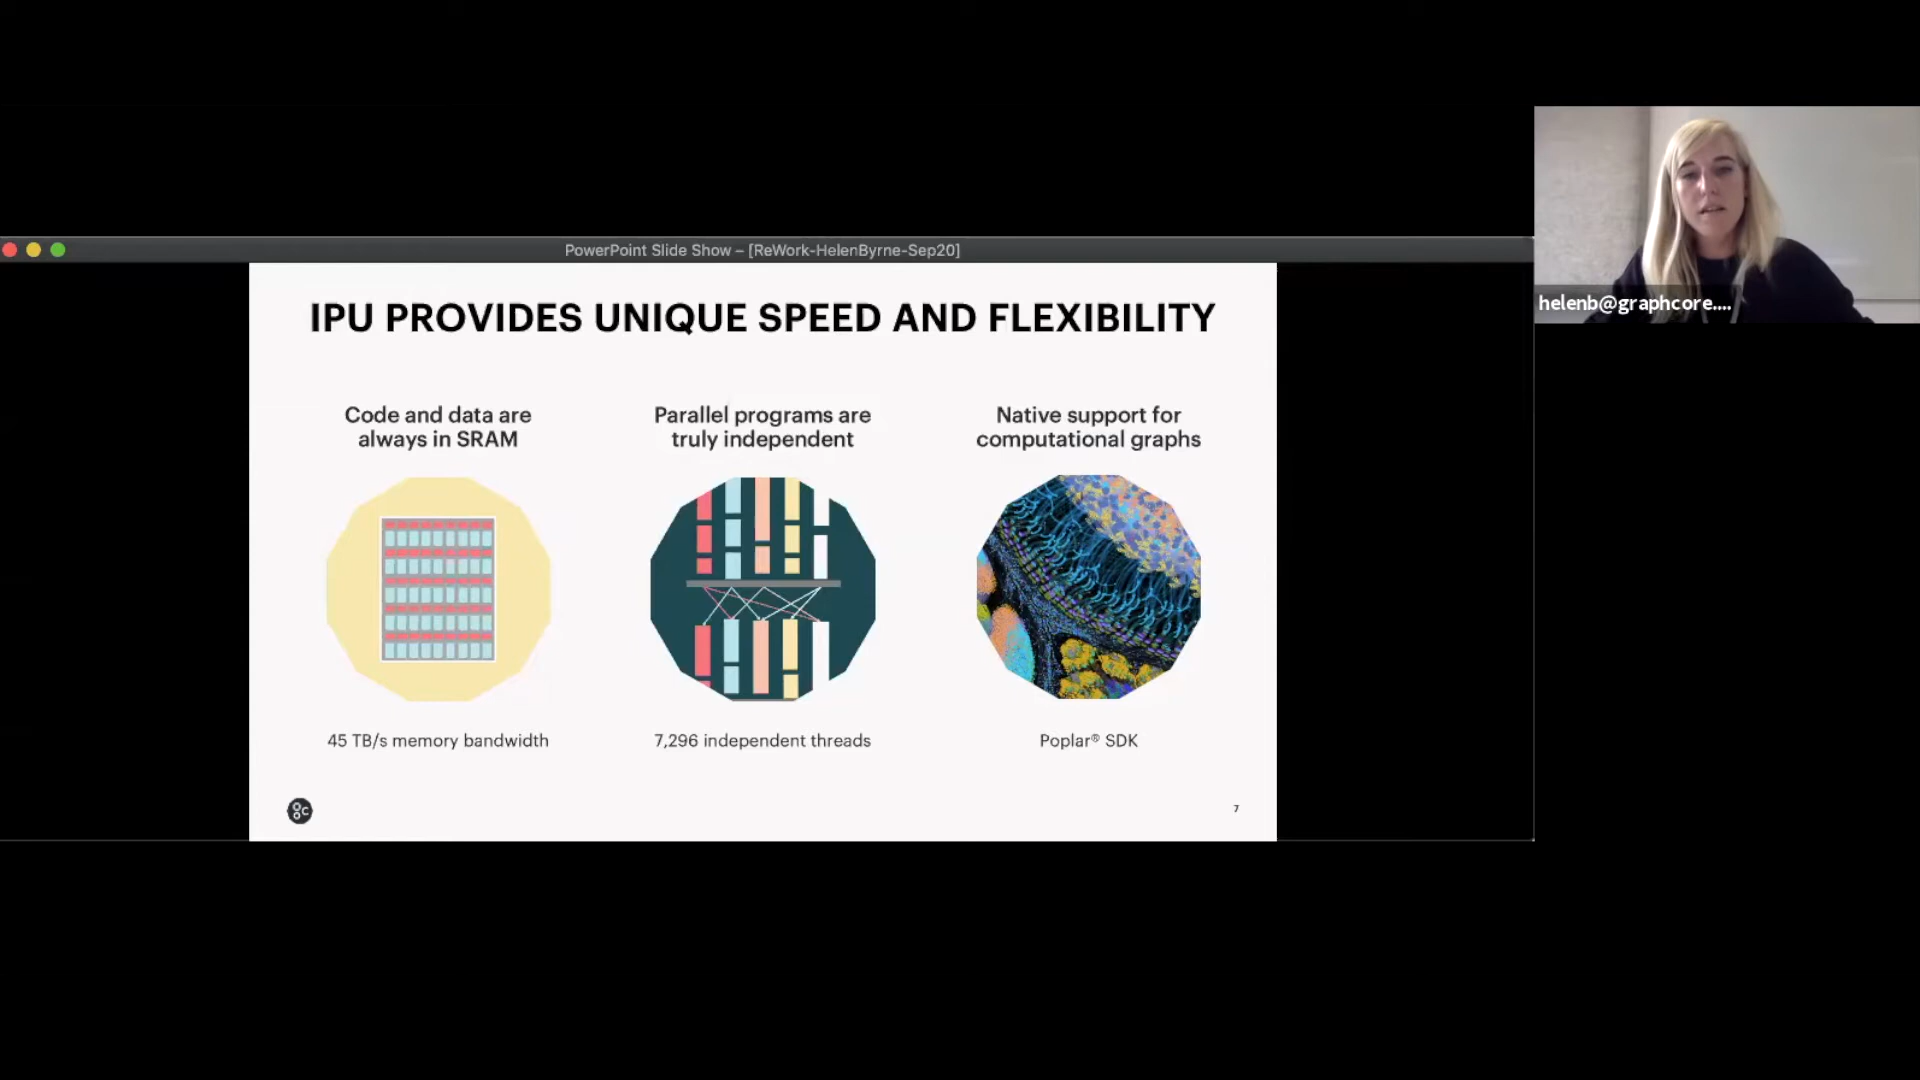 PowerPoint Slide Show – [ReWork-HelenByrne-Sep20]
IPU PROVIDES UNIQUE SPEED AND FLEXIBILITY
Code and data are
always in SRAM
45 TB/s memory bandwidth
Parallel programs are
truly independent
7,296 independent threads
Native support for
computational graphs
Poplar® SDK
7
helenb@graphcore....